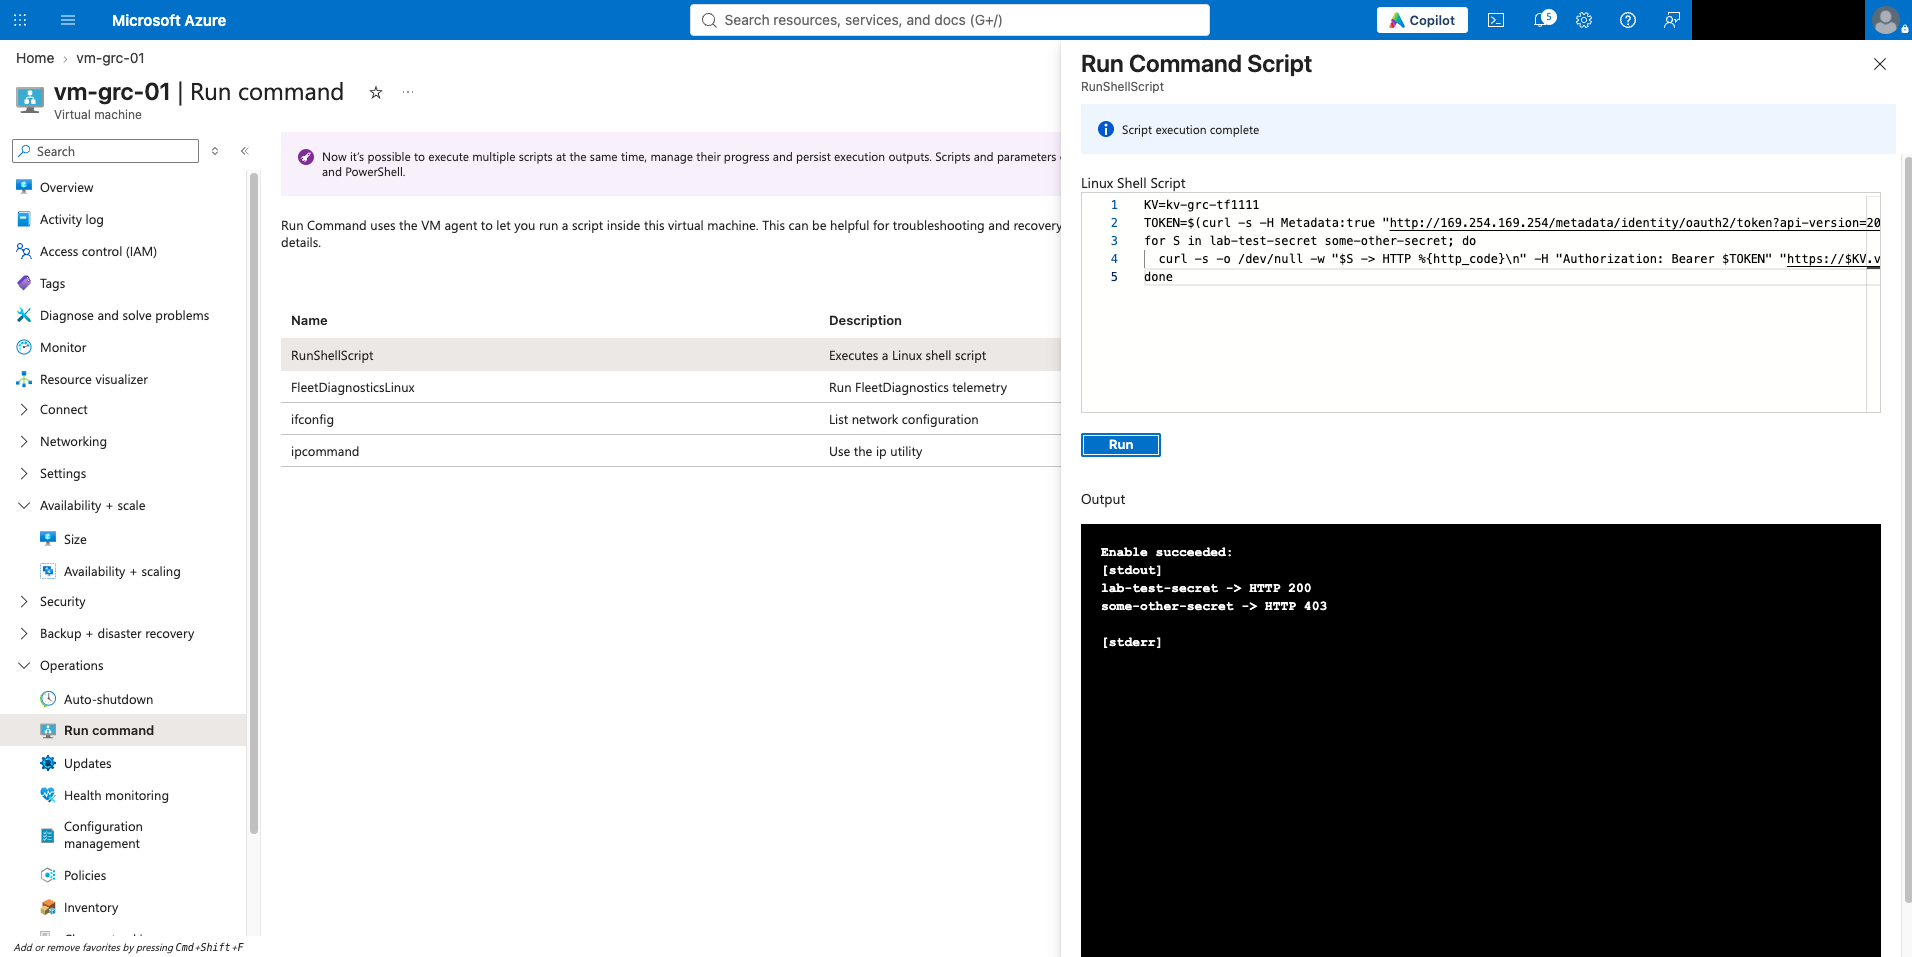 Microsoft Azure
Search resources, services, and docs (G+/)
Copilot
5
Home › vm-grc-01
vm-grc-01 | Run command
Virtual machine
Search
Overview
Activity log
Access control (IAM)
Tags
Diagnose and solve problems
Monitor
Resource visualizer
Connect
Networking
Settings
Availability + scale
Size
Availability + scaling
Security
Backup + disaster recovery
Operations
Auto-shutdown
Run command
Updates
Health monitoring
Configuration
management
Policies
Inventory
Add or remove favorites by pressing Cmd+Shift+F
Now it's possible to execute multiple scripts at the same time, manage their progress and persist execution outputs. Scripts and parameters
and PowerShell.
Run Command uses the VM agent to let you run a script inside this virtual machine. This can be helpful for troubleshooting and recovery
details.
Name Description
RunShellScript Executes a Linux shell script
FleetDiagnosticsLinux Run FleetDiagnostics telemetry
ifconfig List network configuration
ipcommand Use the ip utility
Run Command Script
RunShellScript
Script execution complete
Linux Shell Script
1 KV=kv-grc-tf1111
2 TOKEN=$(curl -s -H Metadata:true "http://169.254.169.254/metadata/identity/oauth2/token?api-version=20
3 for S in lab-test-secret some-other-secret; do
4 curl -s -o /dev/null -w "$S -> HTTP %{http_code}\n" -H "Authorization: Bearer $TOKEN" "https://$KV.v
5 done
Run
Output
Enable succeeded:
[stdout]
lab-test-secret -> HTTP 200
some-other-secret -> HTTP 403
[stderr]